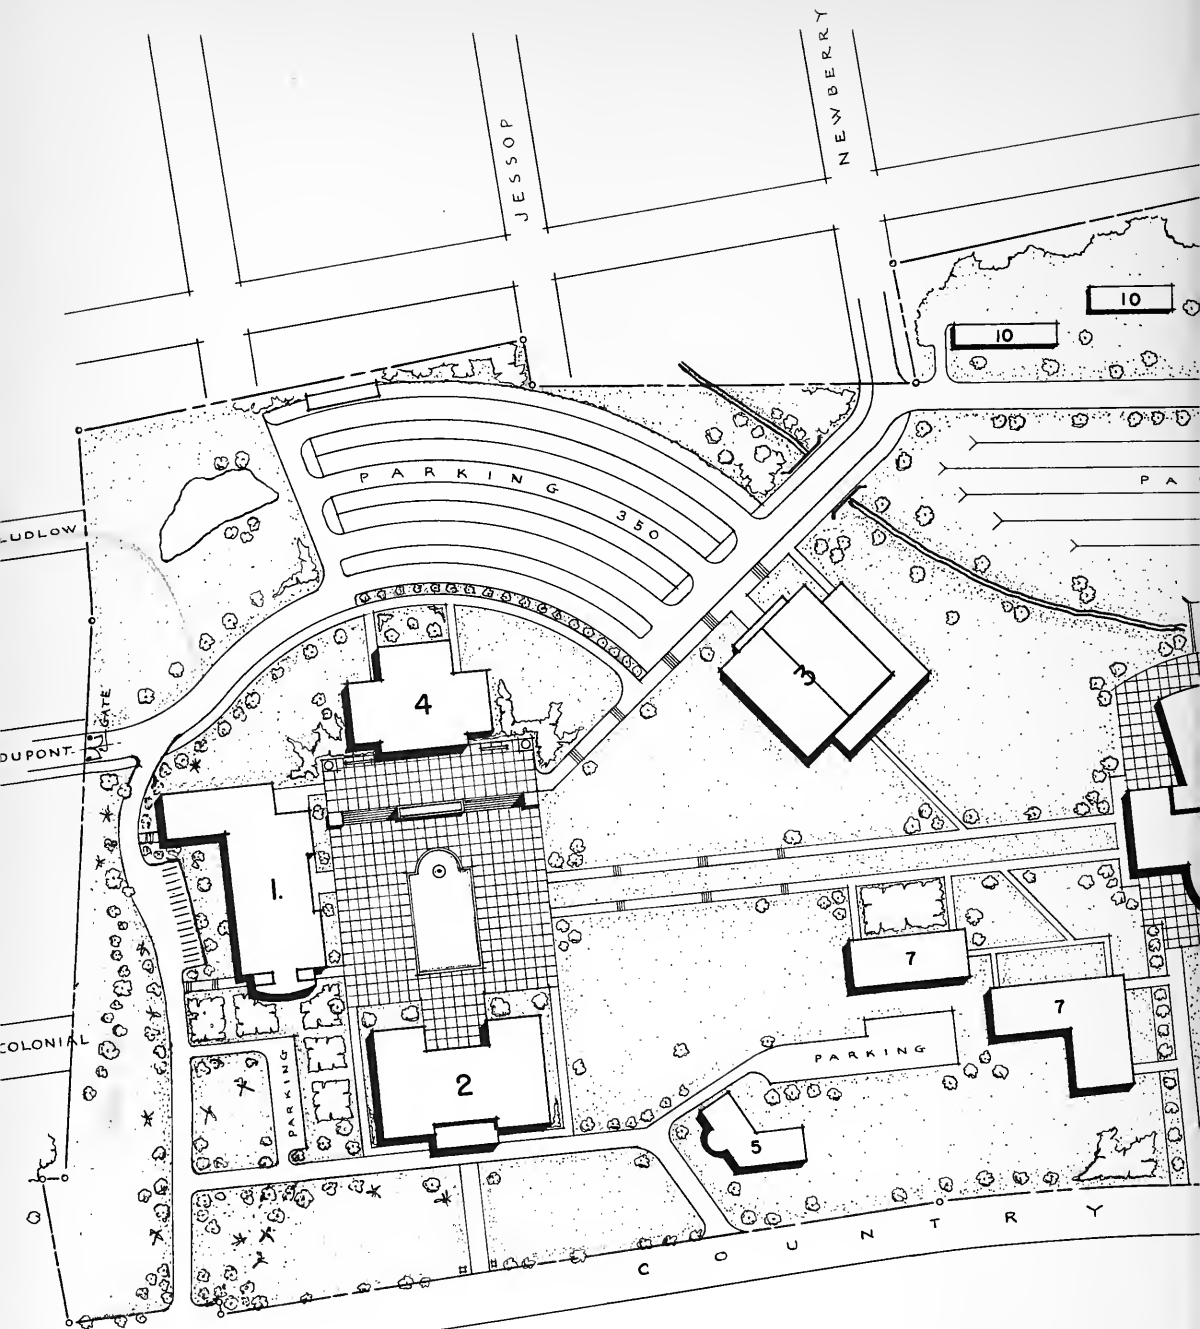 NEWBERRY
JESSOP
10
10
PARKING
350
PA
LUDLOW
GATE
DUPONT
3
4
1.
7
7
COLONIAL
PARKING
PARKING
2
5
COUNTRY